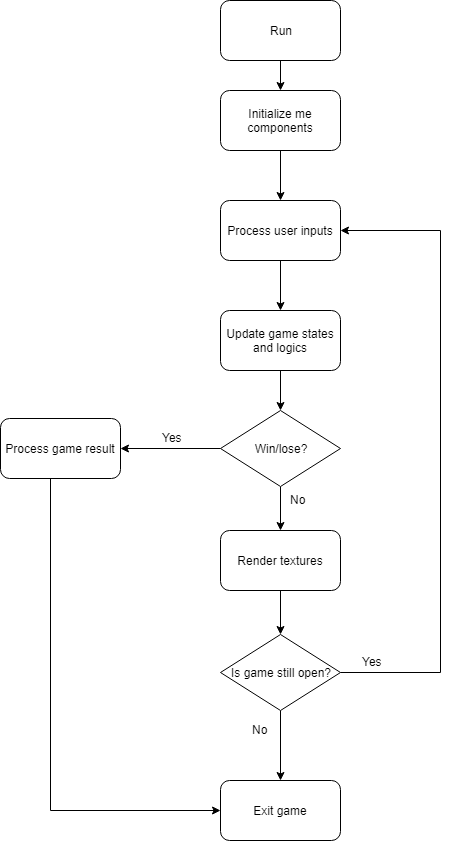 Run
Initialize me
components
Process user inputs
Update game states
and logics
Yes
Process game result
Win/lose?
No
Render textures
Is game still open?
Yes
No
Exit game